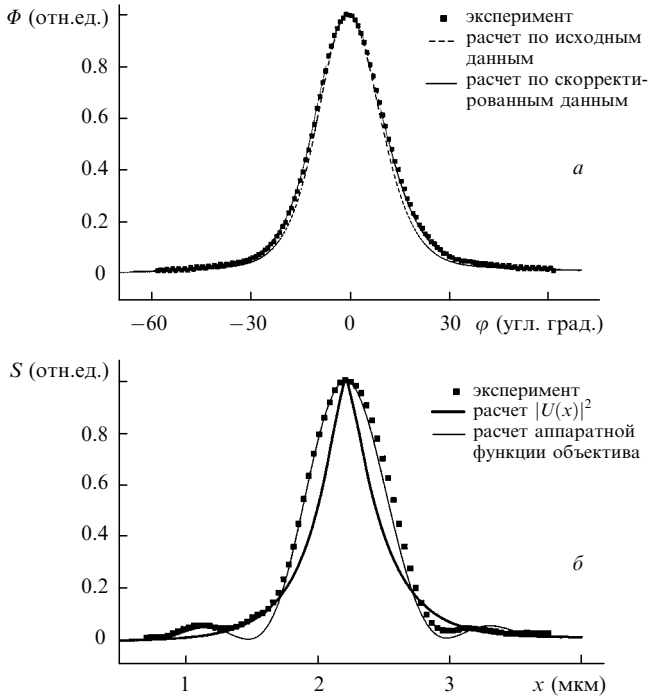 Φ (отн.ед.)
эксперимент
расчет по исходным
данным
расчет по скорректи-
рованным данным
0.8
0.6
а
0.4
0.2
0
−60
−30
0
30
φ (угл. град.)
S (отн.ед.)
эксперимент
расчет |U(x)|²
расчет аппаратной
функции объектива
0.8
0.6
0.4
б
0.2
0
1
2
3
x (мкм)